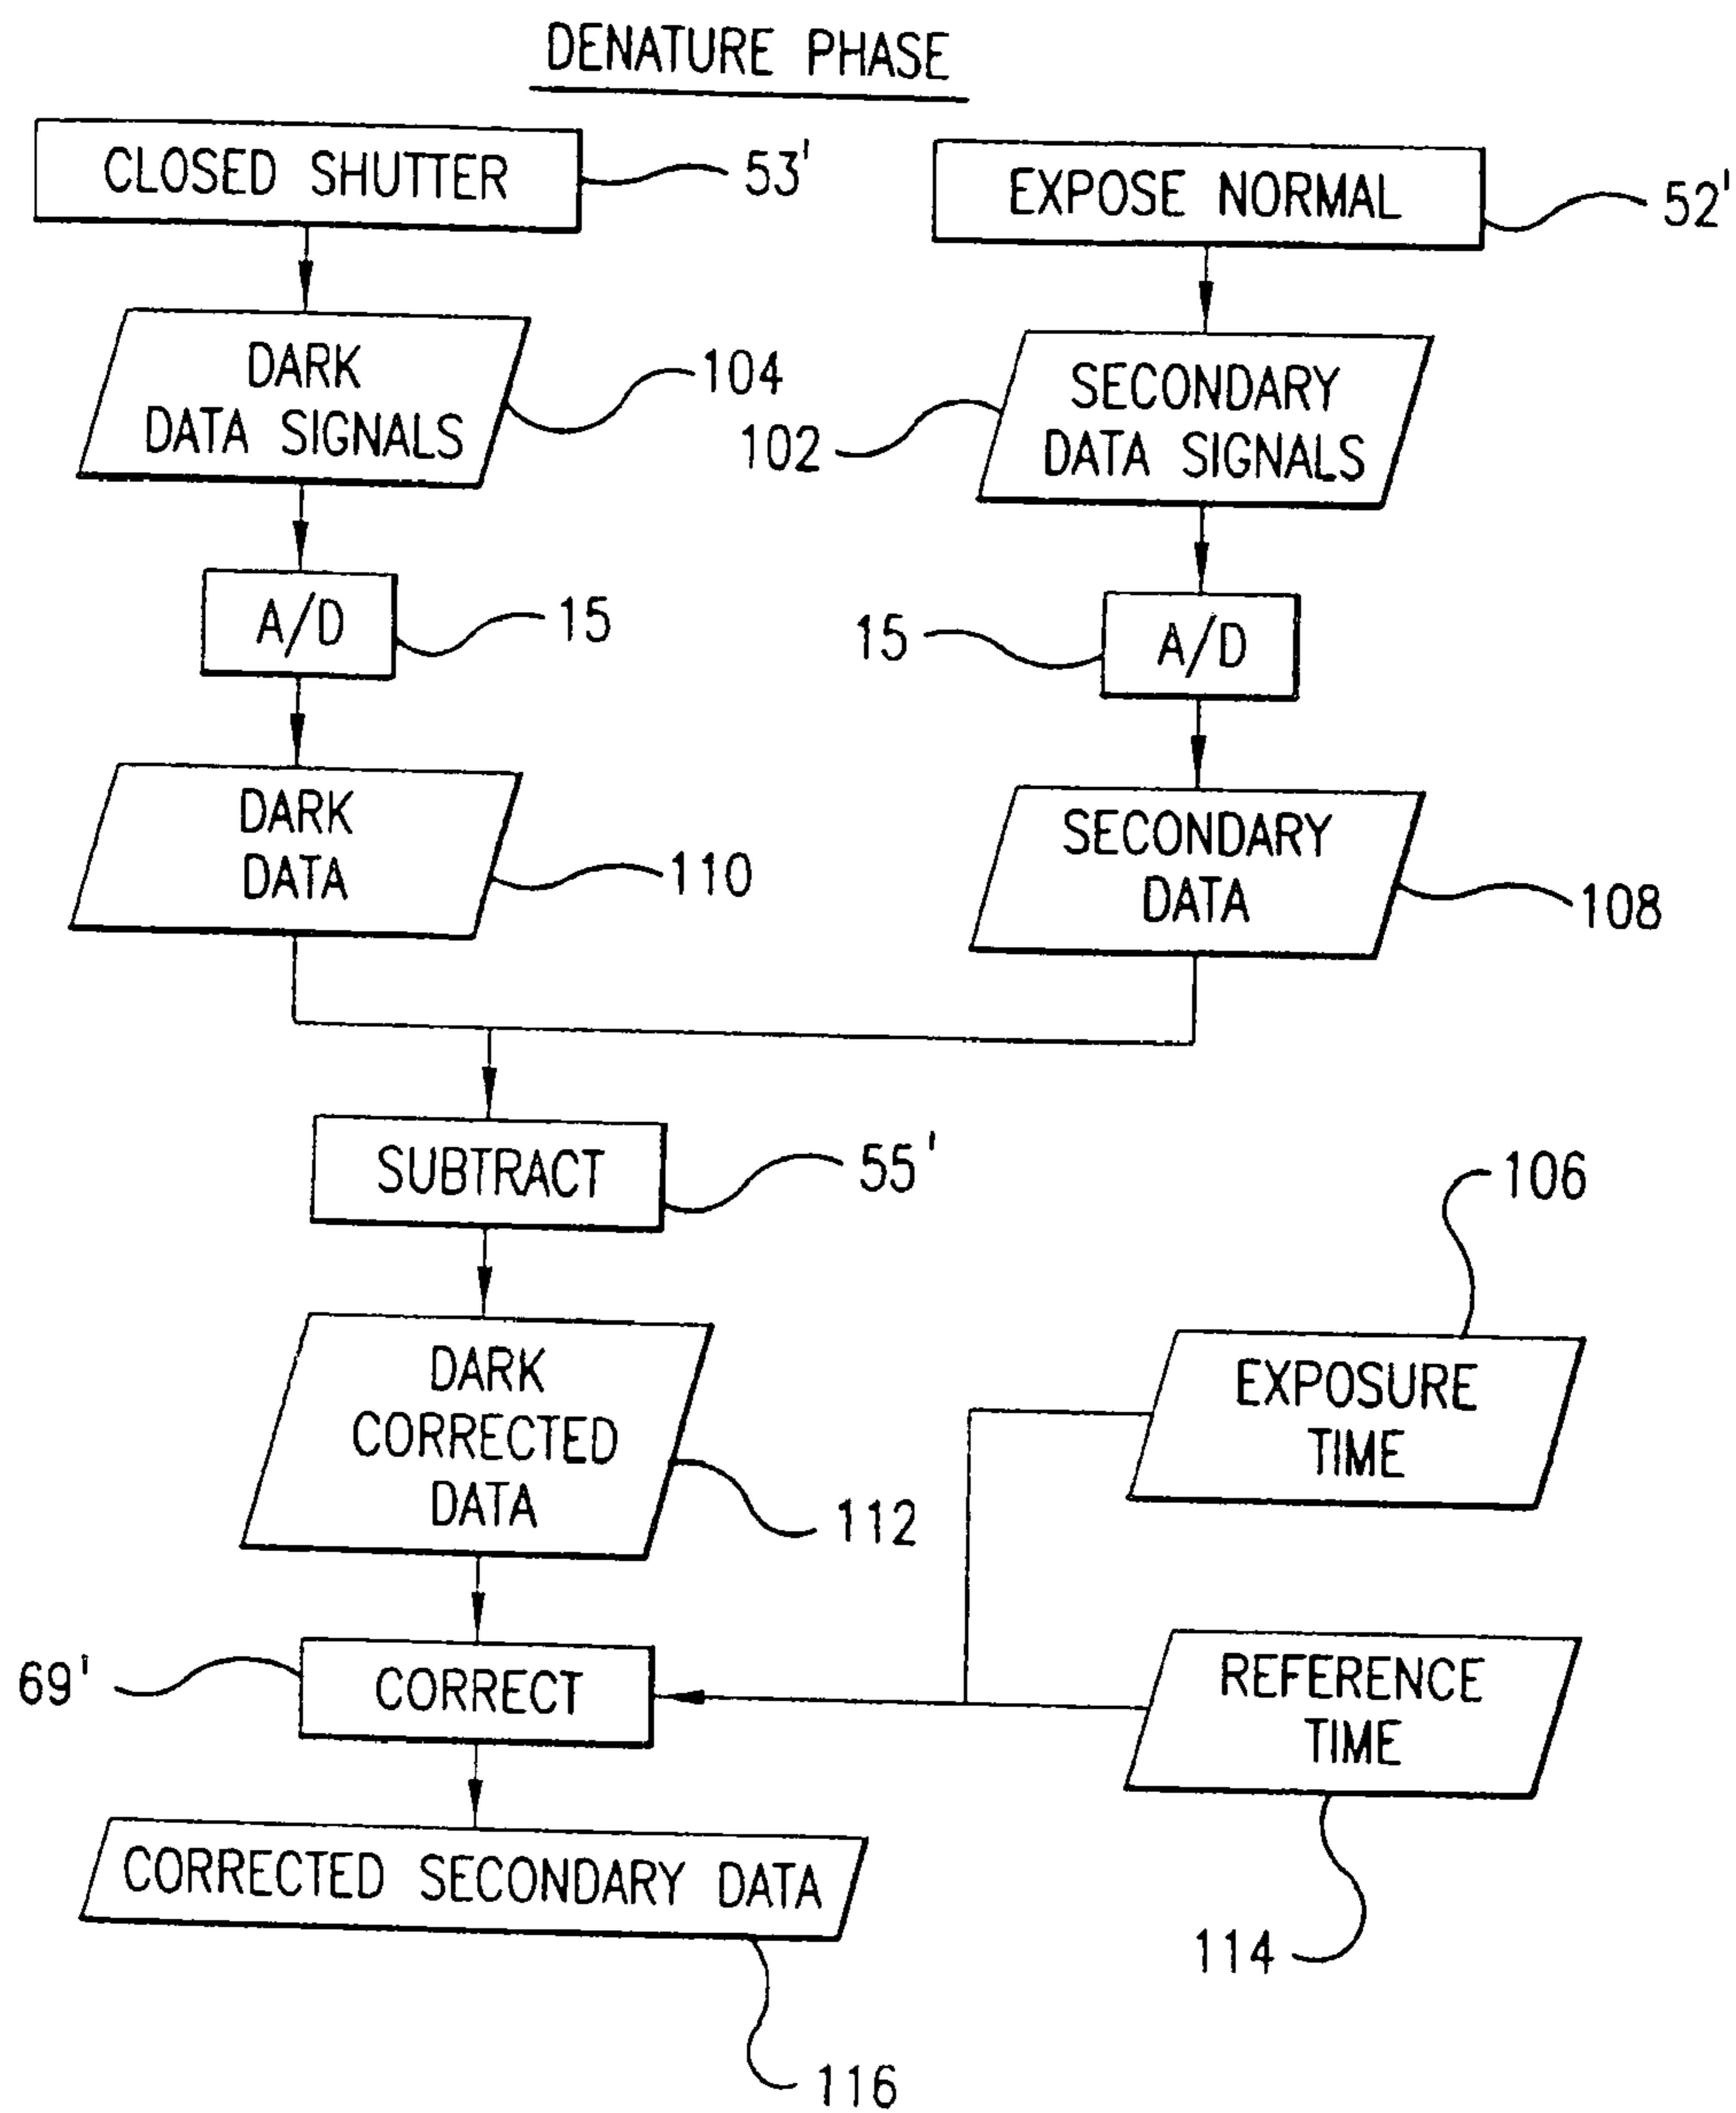 DENATURE PHASE
CLOSED SHUTTER
53'
EXPOSE NORMAL
52'
DARK
DATA SIGNALS
104
SECONDARY
DATA SIGNALS
102
A/D
15
15
A/D
DARK
DATA
110
SECONDARY
DATA
108
SUBTRACT
55'
106
DARK
CORRECTED
DATA
112
EXPOSURE
TIME
69'
CORRECT
REFERENCE
TIME
114
CORRECTED SECONDARY DATA
116